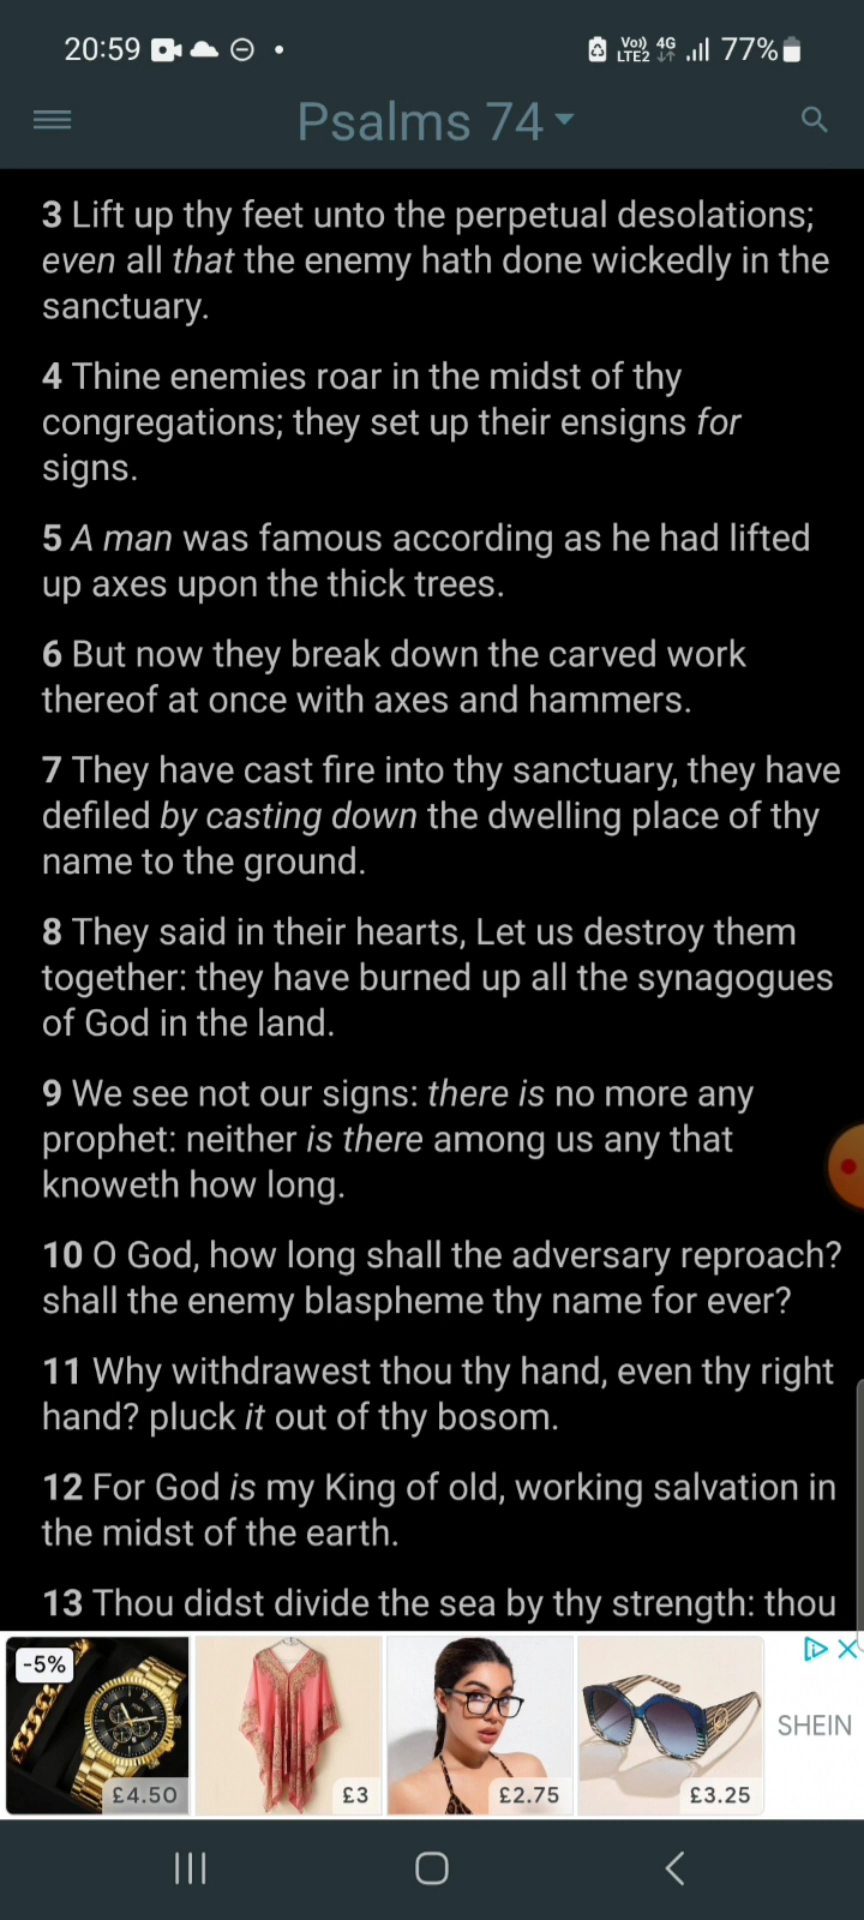 20:59
Vo)) 4G
LTE2
77%
Psalms 74
3 Lift up thy feet unto the perpetual desolations;
even all that the enemy hath done wickedly in the
sanctuary.
4 Thine enemies roar in the midst of thy
congregations; they set up their ensigns for
signs.
5 A man was famous according as he had lifted
up axes upon the thick trees.
6 But now they break down the carved work
thereof at once with axes and hammers.
7 They have cast fire into thy sanctuary, they have
defiled by casting down the dwelling place of thy
name to the ground.
8 They said in their hearts, Let us destroy them
together: they have burned up all the synagogues
of God in the land.
9 We see not our signs: there is no more any
prophet: neither is there among us any that
knoweth how long.
10 O God, how long shall the adversary reproach?
shall the enemy blaspheme thy name for ever?
11 Why withdrawest thou thy hand, even thy right
hand? pluck it out of thy bosom.
12 For God is my King of old, working salvation in
the midst of the earth.
13 Thou didst divide the sea by thy strength: thou
-5%
£4.50
£3
£2.75
£3.25
SHEIN